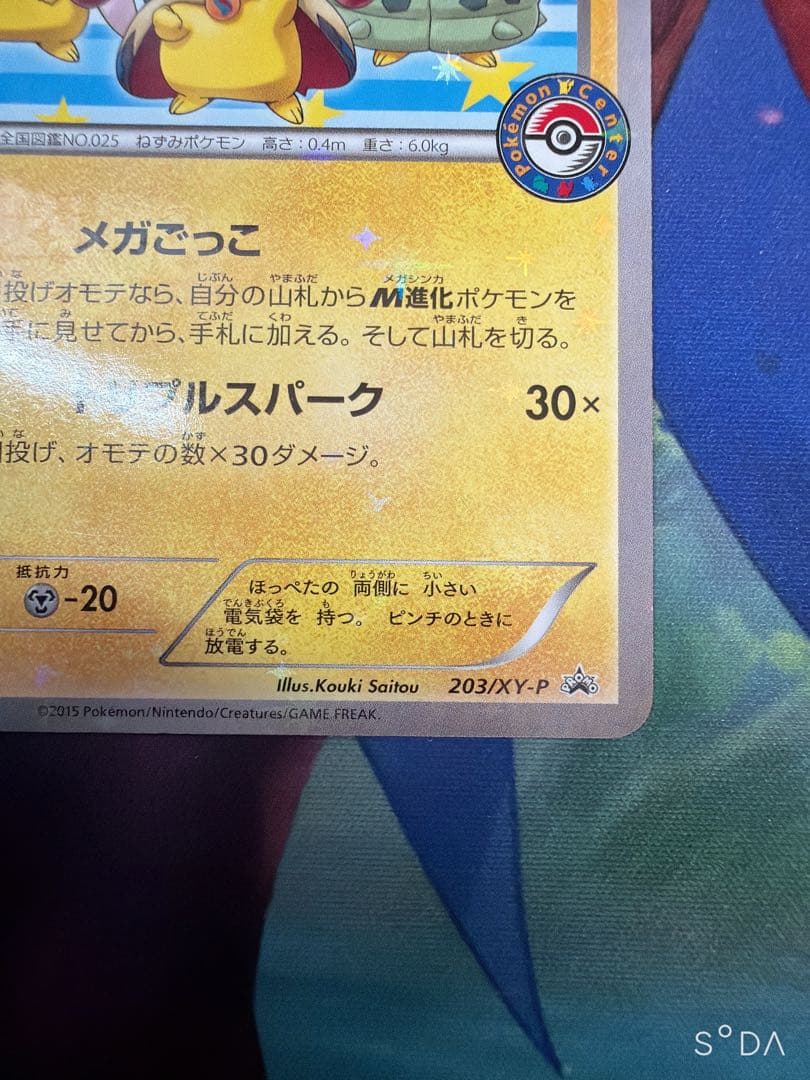 全国図鑑NO.025 ねずみポケモン 高さ:0.4m 重さ:6.0kg
Pokémon Center
メガごっこ
投げオモテなら、自分の山札からM進化ポケモンを
に見せてから、手札に加える。そして山札を切る。
トリプルスパーク 30×
投げ、オモテの数×30ダメージ。
抵抗力
-20
ほっぺたの 両側に 小さい
電気袋を 持つ。 ピンチのときに
放電する。
Illus.Kouki Saitou 203/XY-P PROMO
©2015 Pokémon/Nintendo/Creatures/GAME FREAK.
SODA